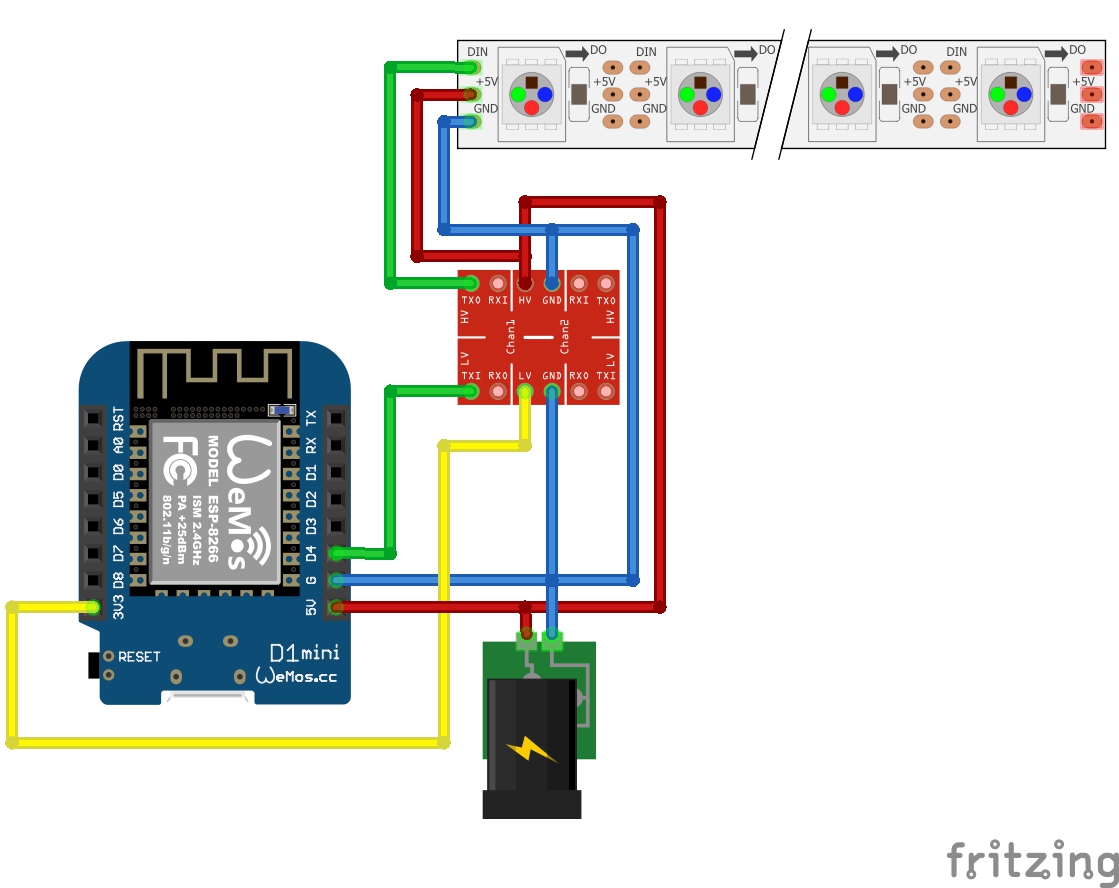 DIN DO DIN DO DO DIN DO
+5V +5V +5V +5V +5V
GND GND GND GND GND
TXO RXI HV GND RXI TXO
HV HV
Chan1 Chan2
LV LV
TXI RXO LV GND RXO TXI
RST TX
A0 RX
D0 D1
D5 D2
D6 D3
D7 D4
D8 G
3V3 5V
WeMos
MODEL ESP-8266
ISM 2.4GHz
PA +25dBm
802.11b/g/n
FC
RESET
D1 mini
WeMos.cc
fritzing